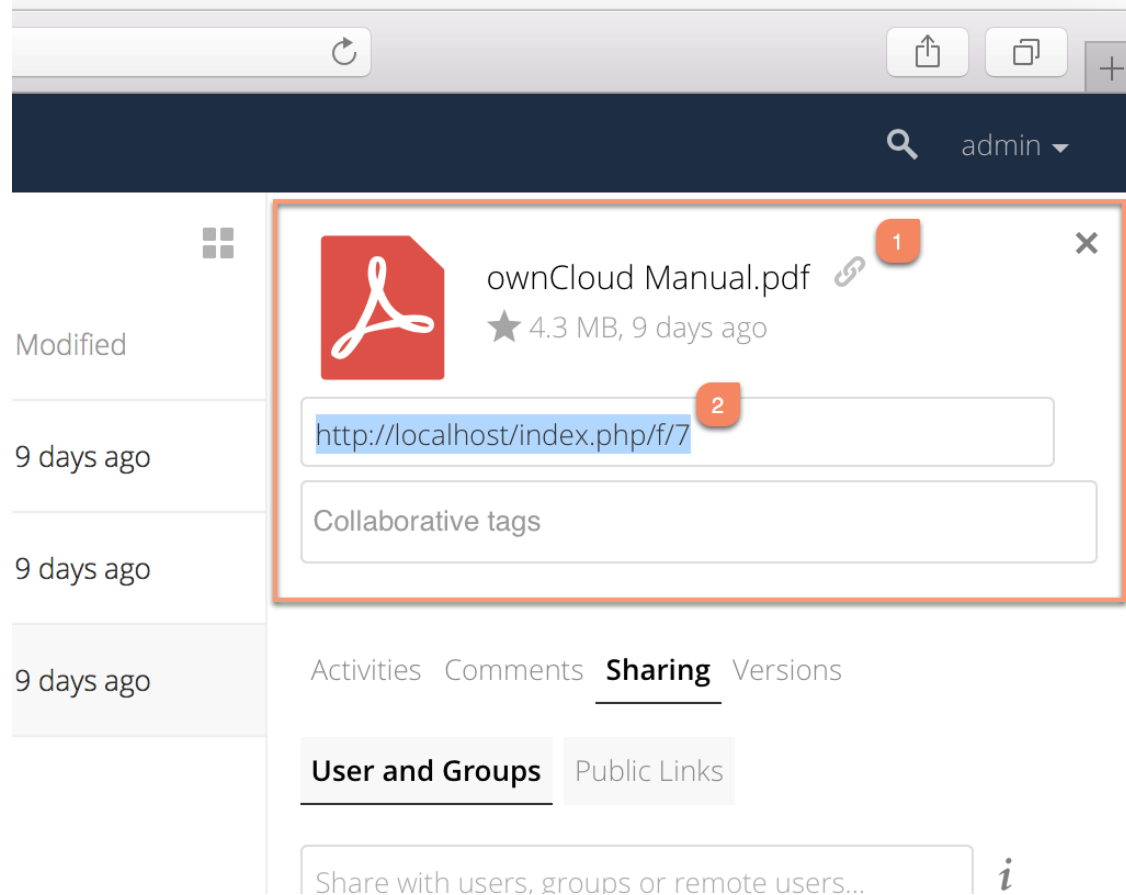 admin
1
ownCloud Manual.pdf
4.3 MB, 9 days ago
Modified
2
http://localhost/index.php/f/7
9 days ago
Collaborative tags
9 days ago
9 days ago
Activities Comments Sharing Versions
User and Groups Public Links
Share with users, groups or remote users...
i